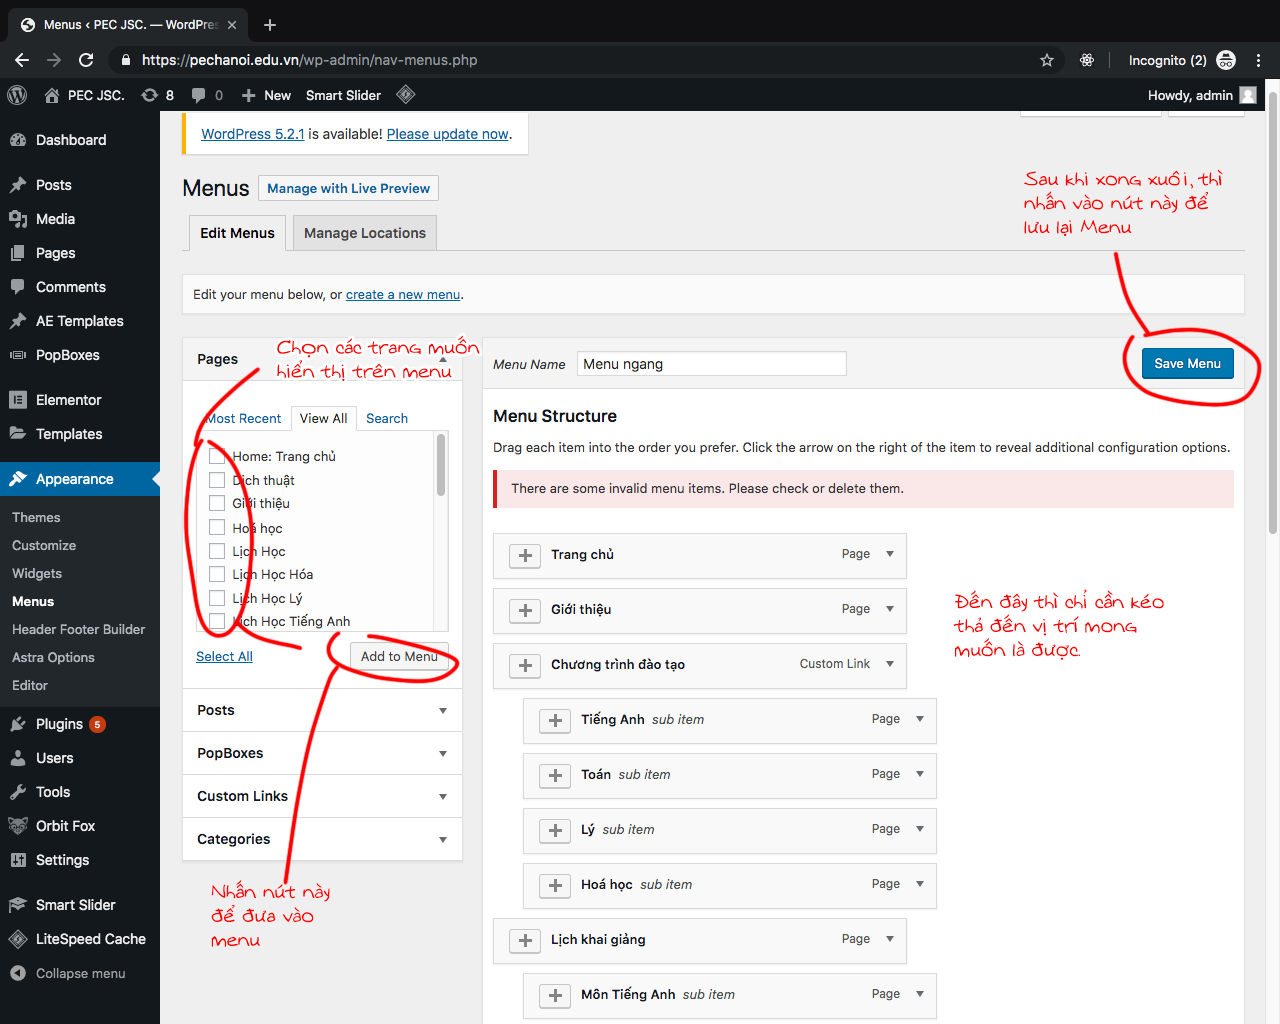 Menus ‹ PEC JSC. — WordPres
https://pechanoi.edu.vn/wp-admin/nav-menus.php
Incognito (2)
PEC JSC.
8
0
New
Smart Slider
Howdy, admin
Dashboard
Posts
Media
Pages
Comments
AE Templates
PopBoxes
Elementor
Templates
Appearance
Themes
Customize
Widgets
Menus
Header Footer Builder
Astra Options
Editor
Plugins 5
Users
Tools
Orbit Fox
Settings
Smart Slider
LiteSpeed Cache
Collapse menu
WordPress 5.2.1 is available! Please update now.
Menus
Manage with Live Preview
Edit Menus
Manage Locations
Sau khi xong xuôi, thì
nhấn vào nút này để
lưu lại Menu
Edit your menu below, or create a new menu.
Pages
Chọn các trang muốn
hiển thị trên menu
Most Recent
View All
Search
Home: Trang chủ
Dịch thuật
Giới thiệu
Hoá học
Lịch Học
Lịch Học Hóa
Lịch Học Lý
Lịch Học Tiếng Anh
Select All
Add to Menu
Posts
PopBoxes
Custom Links
Categories
Nhấn nút này
để đưa vào
menu
Menu Name
Menu ngang
Save Menu
Menu Structure
Drag each item into the order you prefer. Click the arrow on the right of the item to reveal additional configuration options.
There are some invalid menu items. Please check or delete them.
Trang chủ Page
Giới thiệu Page
Chương trình đào tạo Custom Link
Tiếng Anh sub item Page
Toán sub item Page
Lý sub item Page
Hoá học sub item Page
Lịch khai giảng Page
Môn Tiếng Anh sub item Page
Đến đây thì chỉ cần kéo
thả đến vị trí mong
muốn là được.